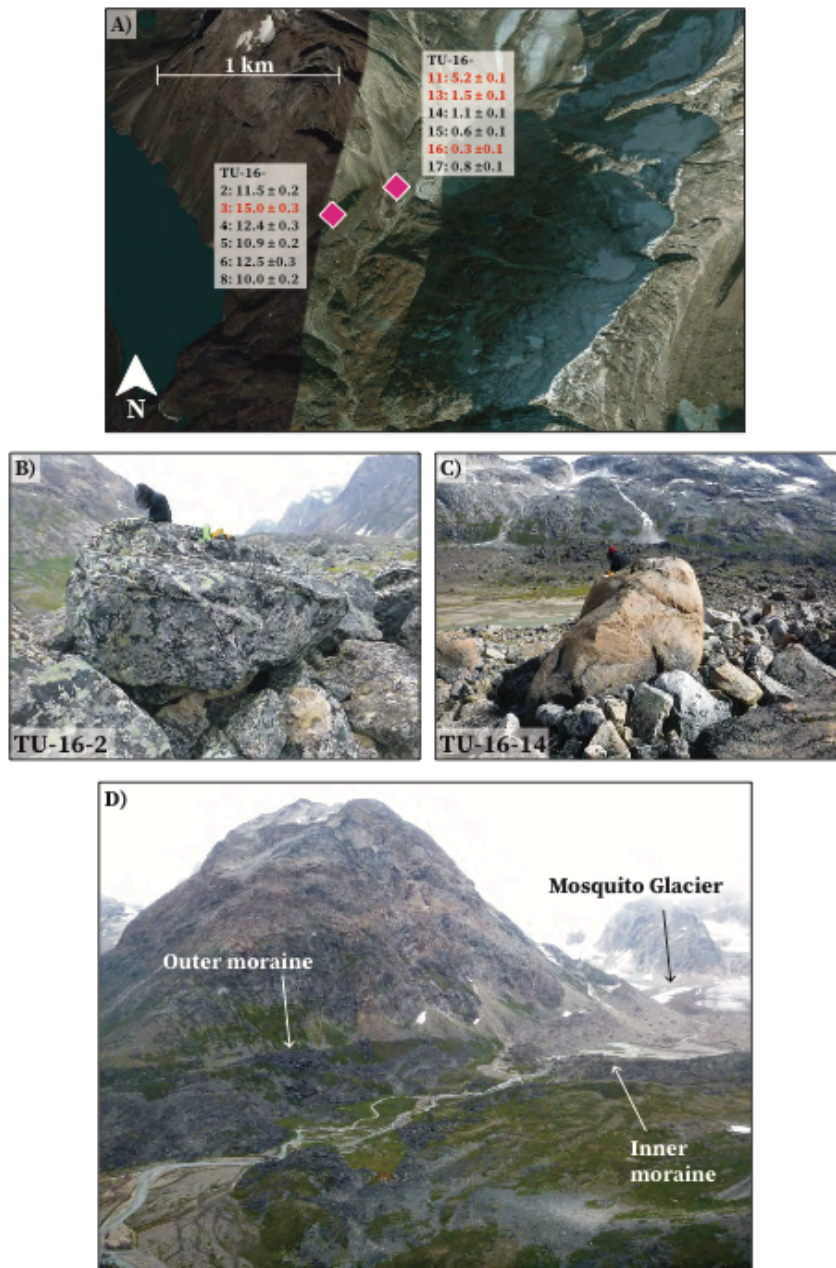 A)
1 km
TU-16-
11: 5.2 ± 0.1
13: 1.5 ± 0.1
14: 1.1 ± 0.1
15: 0.6 ± 0.1
16: 0.3 ±0.1
17: 0.8 ±0.1
TU-16-
2: 11.5 ± 0.2
3: 15.0 ± 0.3
4: 12.4 ± 0.3
5: 10.9 ± 0.2
6: 12.5 ±0.3
8: 10.0 ± 0.2
N
B)
TU-16-2
C)
TU-16-14
D)
Mosquito Glacier
Outer moraine
Inner
moraine